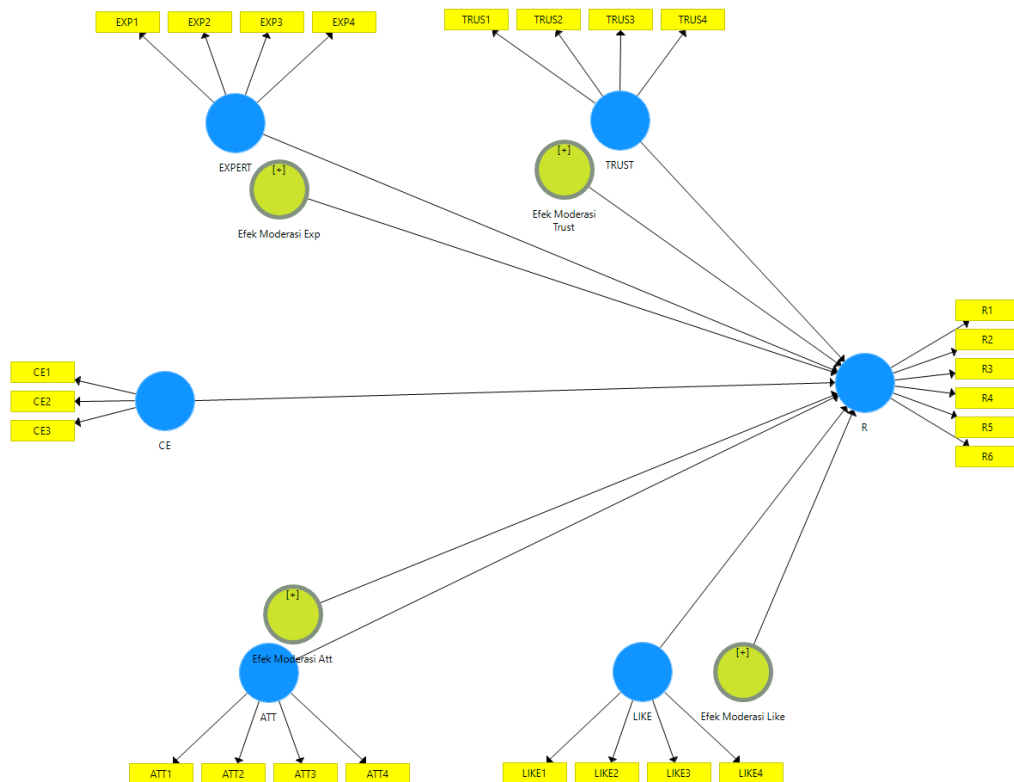 EXP1
EXP2
EXP3
EXP4
TRUS1
TRUS2
TRUS3
TRUS4
EXPERT
[+]
Efek Moderasi Exp
TRUST
[+]
Efek Moderasi
Trust
CE1
CE2
CE3
CE
R1
R2
R3
R4
R5
R6
R
[+]
Efek Moderasi Att
ATT
ATT1
ATT2
ATT3
ATT4
LIKE
[+]
Efek Moderasi Like
LIKE1
LIKE2
LIKE3
LIKE4